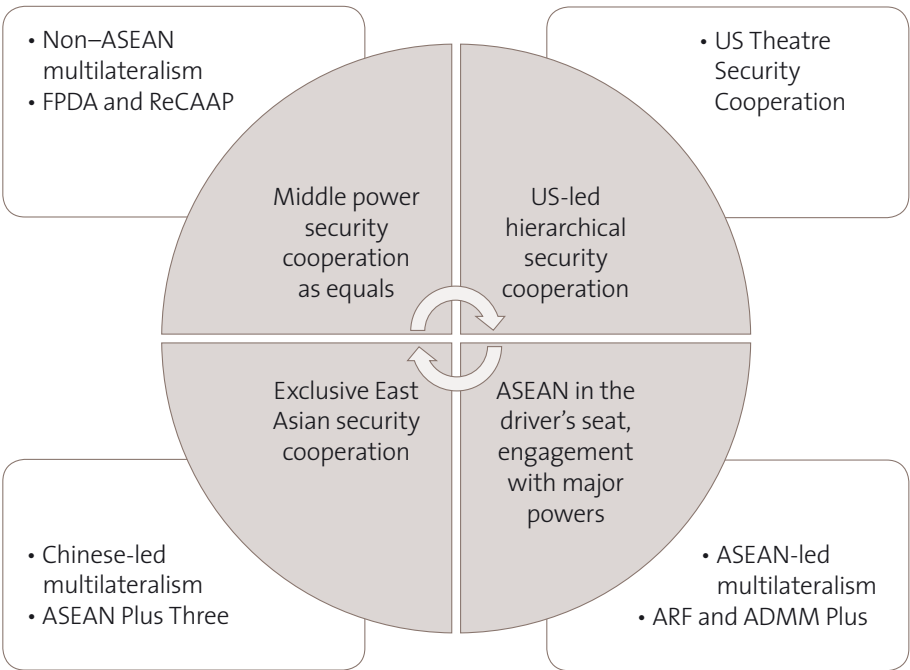 • Non–ASEAN
multilateralism
• FPDA and ReCAAP
• US Theatre
Security
Cooperation
Middle power
security
cooperation
as equals
US-led
hierarchical
security
cooperation
Exclusive East
Asian security
cooperation
ASEAN in the
driver’s seat,
engagement
with major
powers
• Chinese-led
multilateralism
• ASEAN Plus Three
• ASEAN-led
multilateralism
• ARF and ADMM Plus